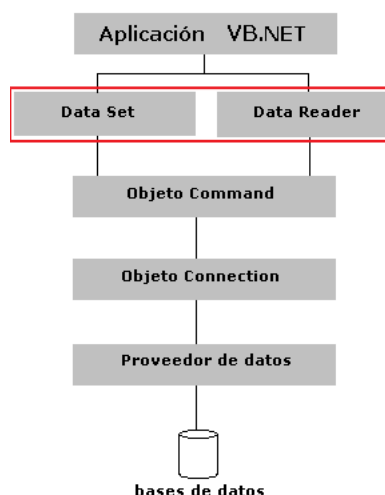 Aplicación VB.NET
Data Set
Data Reader
Objeto Command
Objeto Connection
Proveedor de datos
bases de datos